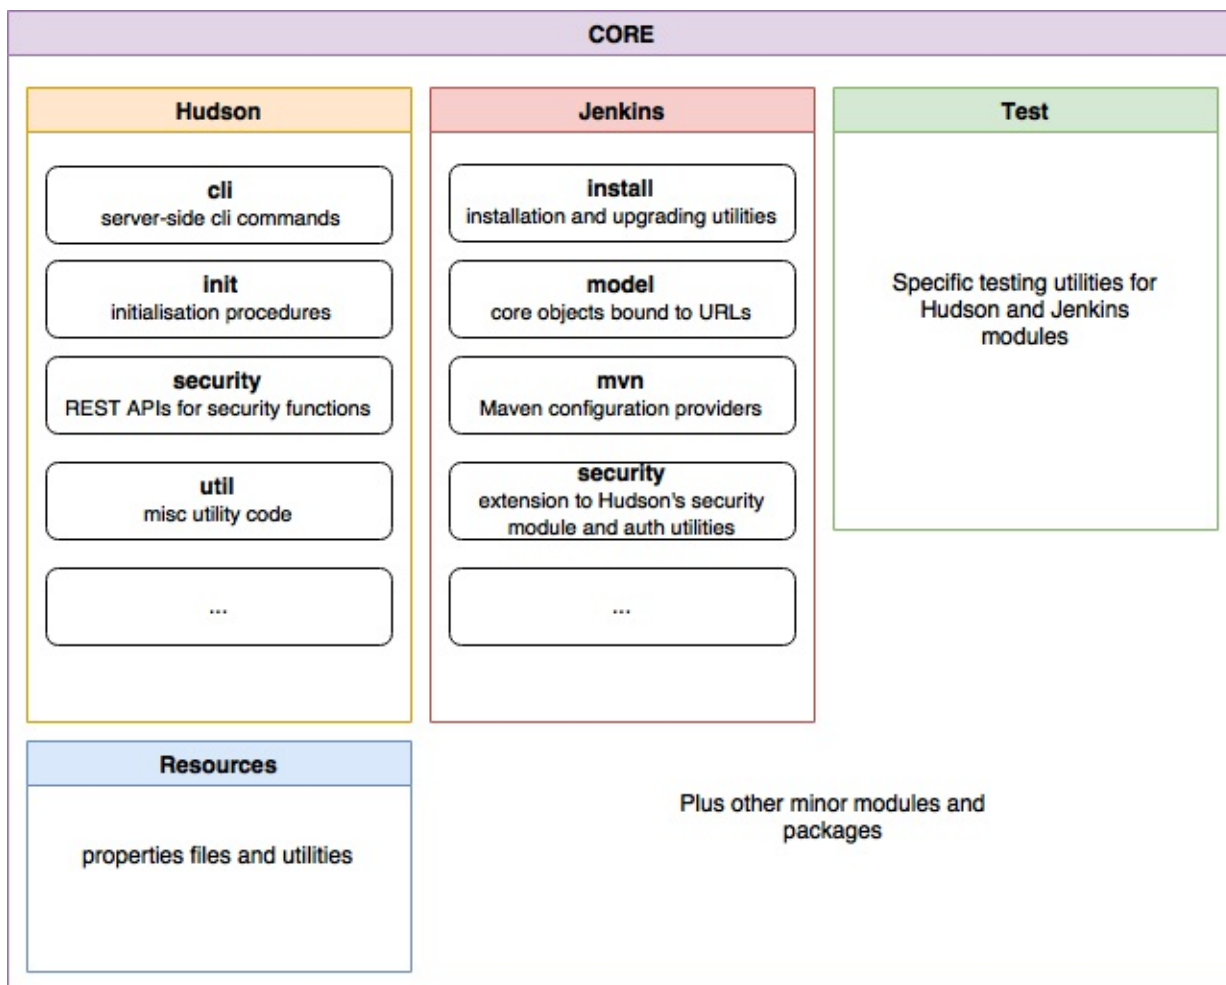 CORE
Hudson
cli
server-side cli commands
init
initialisation procedures
security
REST APIs for security functions
util
misc utility code
...
Jenkins
install
installation and upgrading utilities
model
core objects bound to URLs
mvn
Maven configuration providers
security
extension to Hudson's security
module and auth utilities
...
Test
Specific testing utilities for
Hudson and Jenkins
modules
Resources
properties files and utilities
Plus other minor modules and
packages